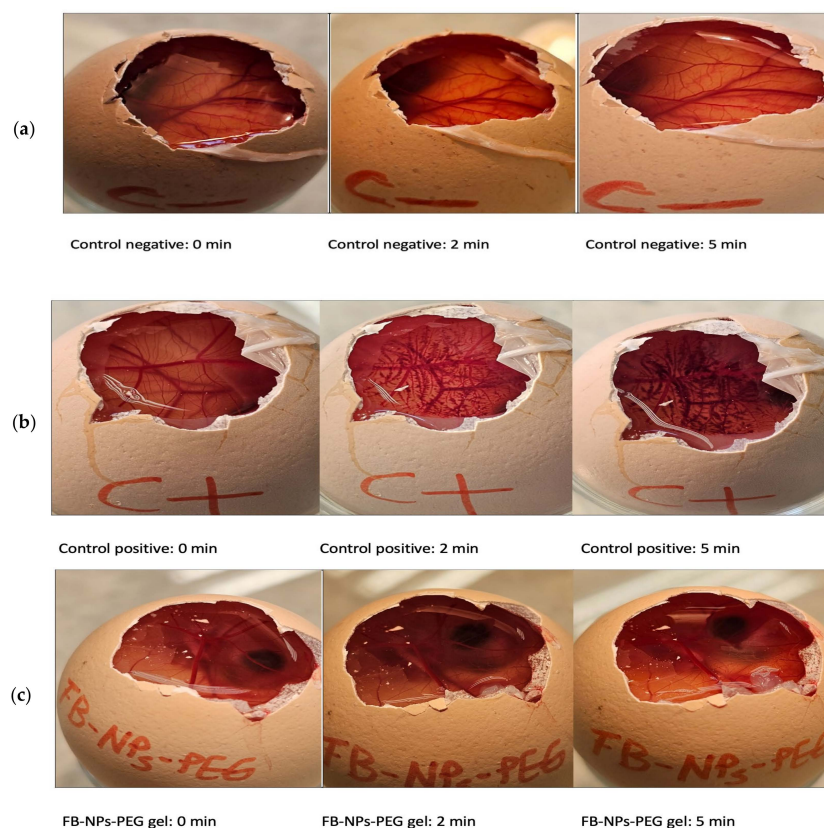 (a)
C-
C-
C-
Control negative: 0 min
Control negative: 2 min
Control negative: 5 min
(b)
C+
C+
C+
Control positive: 0 min
Control positive: 2 min
Control positive: 5 min
(c)
FB-NPs-PEG
FB-NPs-PEG
FB-NPs-PEG
FB-NPs-PEG gel: 0 min
FB-NPs-PEG gel: 2 min
FB-NPs-PEG gel: 5 min